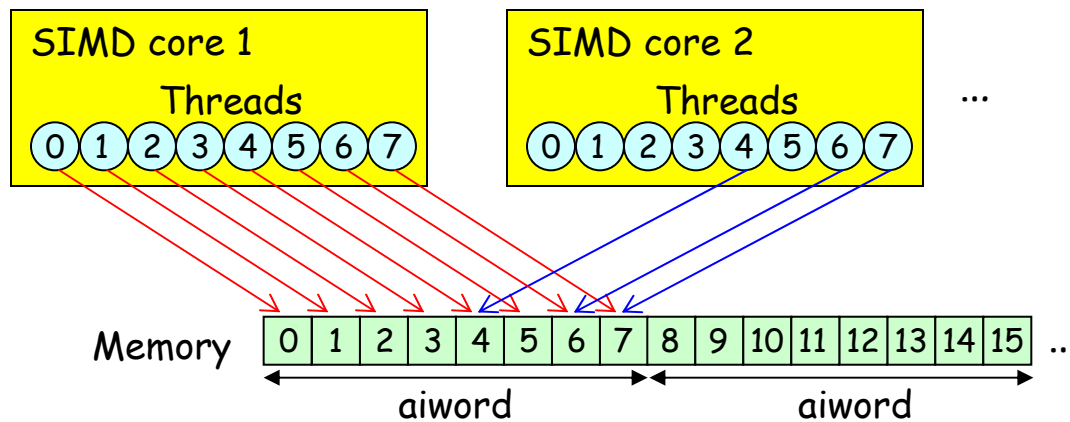 SIMD core 1
Threads
0 1 2 3 4 5 6 7
SIMD core 2
Threads
0 1 2 3 4 5 6 7
...
Memory 0 1 2 3 4 5 6 7 8 9 10 11 12 13 14 15 ..
aiword aiword